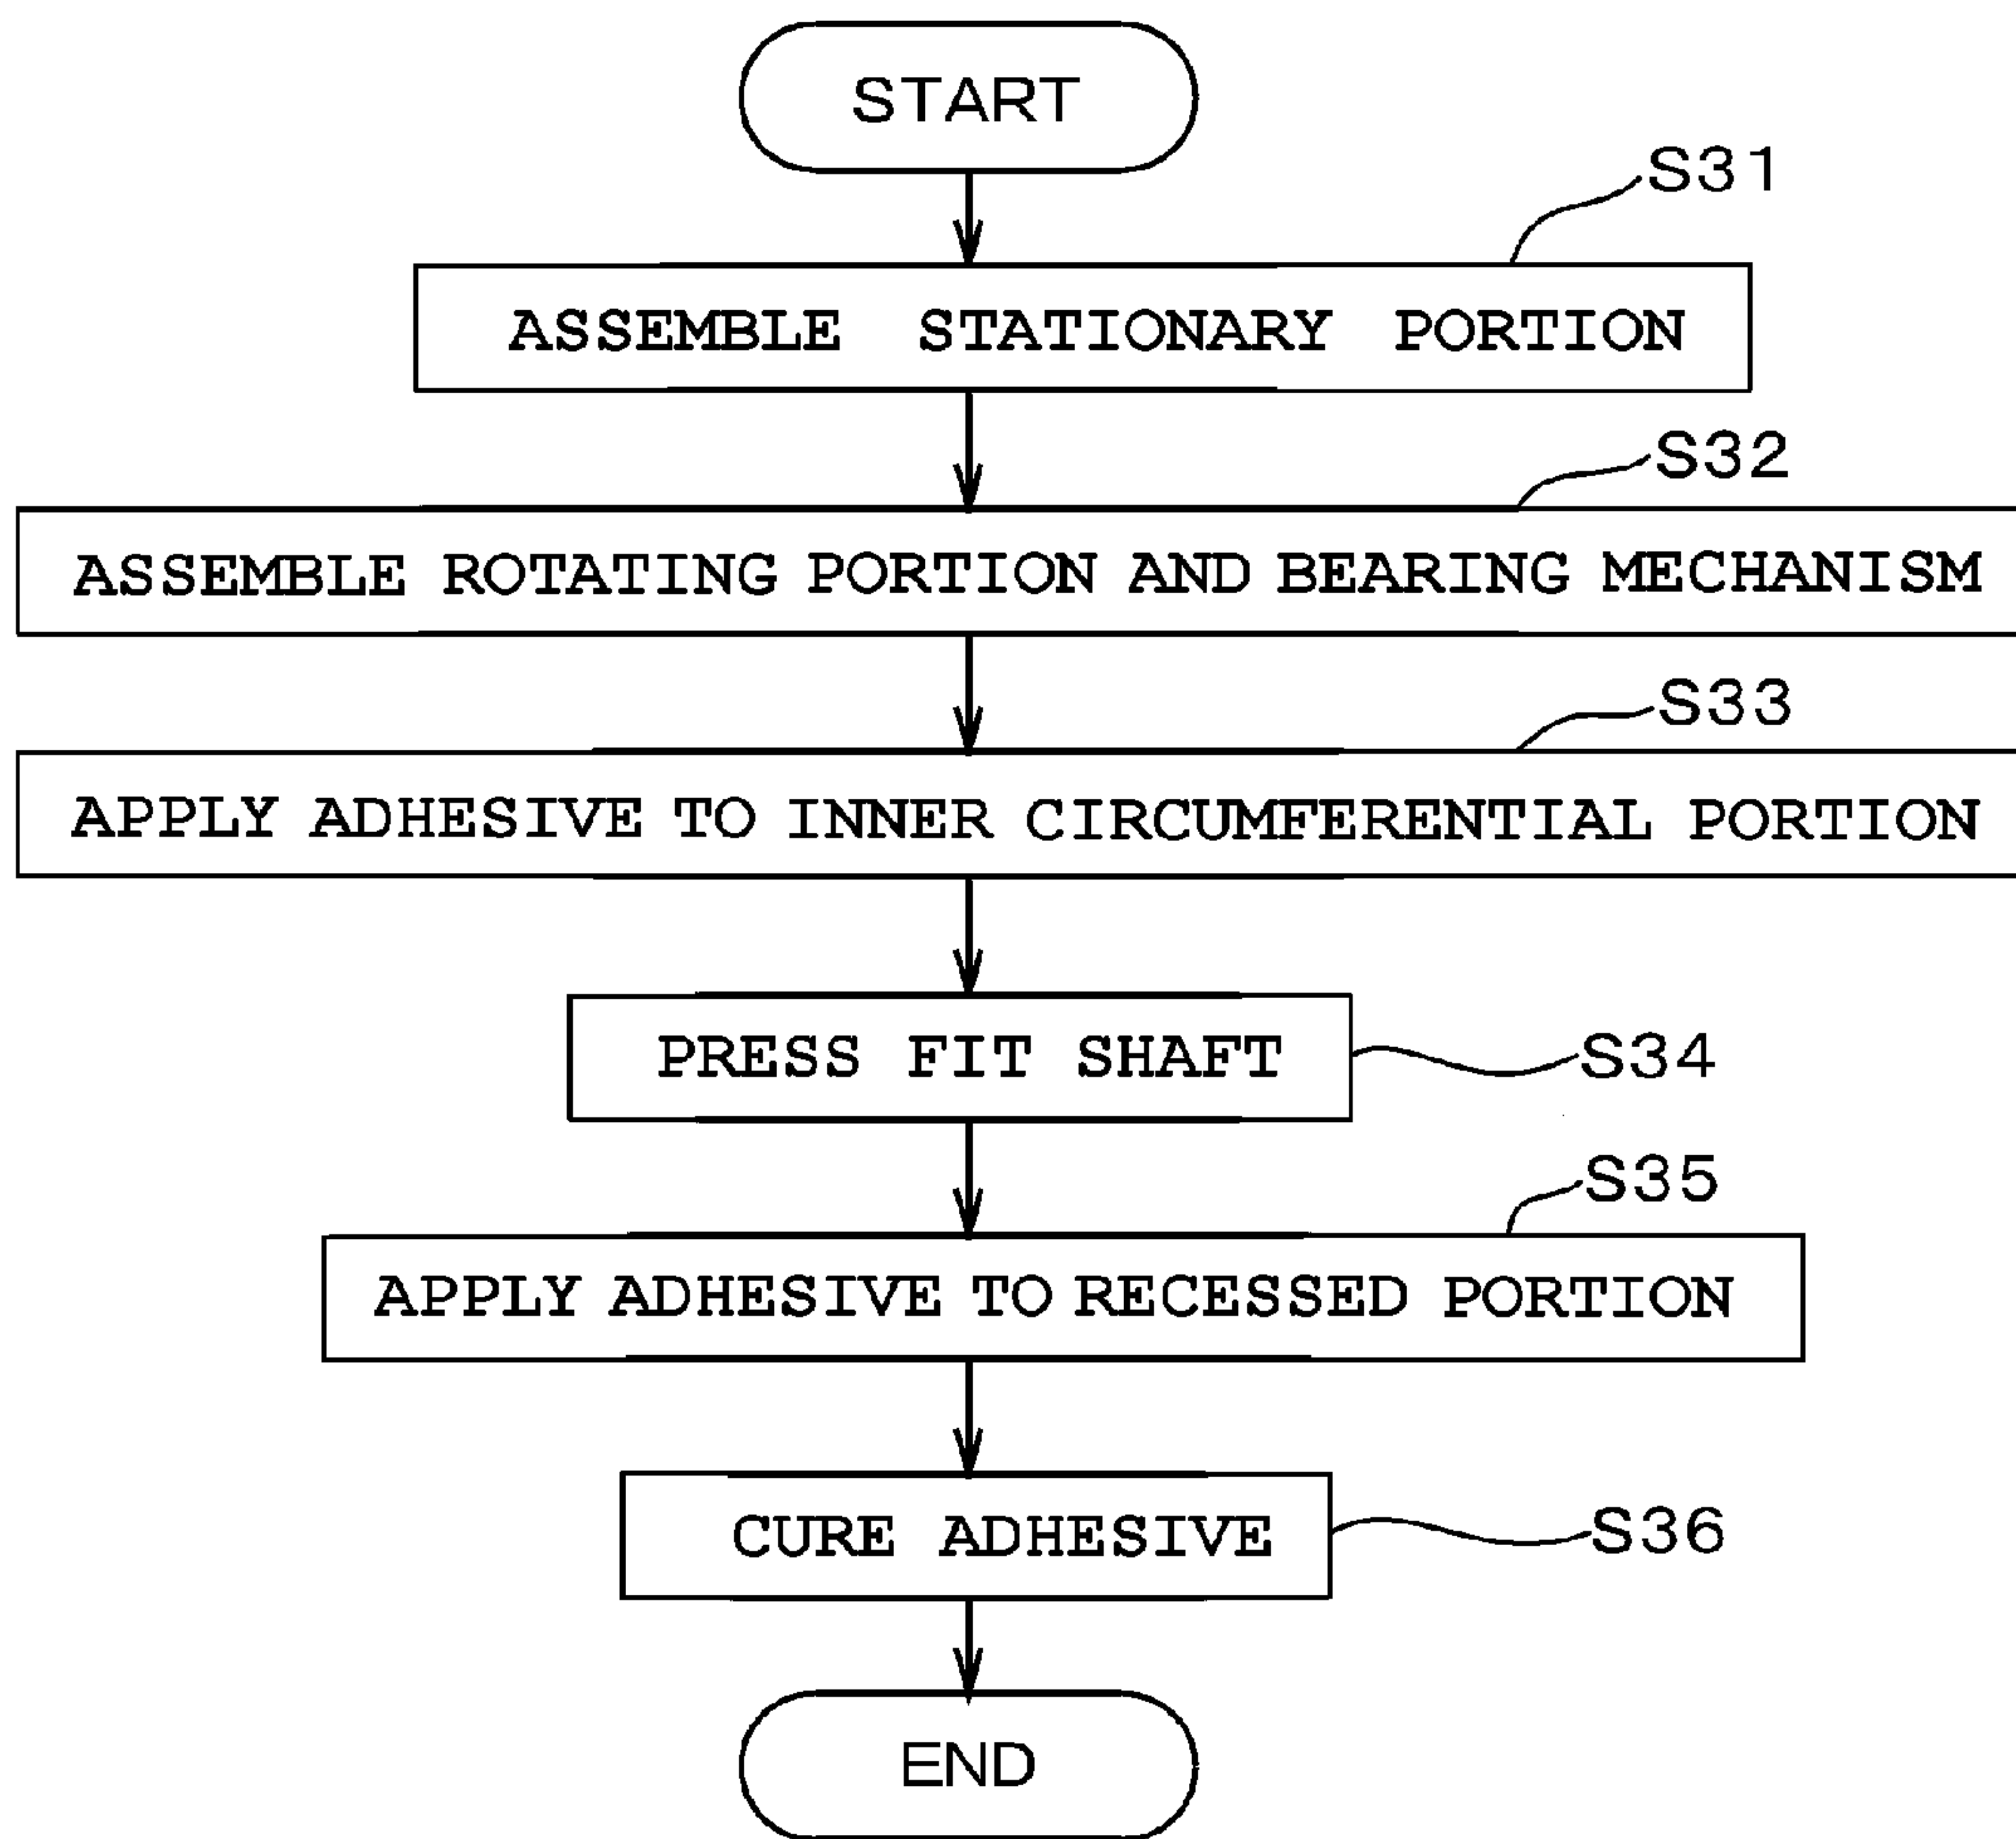 START
S31
ASSEMBLE STATIONARY PORTION
S32
ASSEMBLE ROTATING PORTION AND BEARING MECHANISM
S33
APPLY ADHESIVE TO INNER CIRCUMFERENTIAL PORTION
PRESS FIT SHAFT
S34
S35
APPLY ADHESIVE TO RECESSED PORTION
CURE ADHESIVE
S36
END